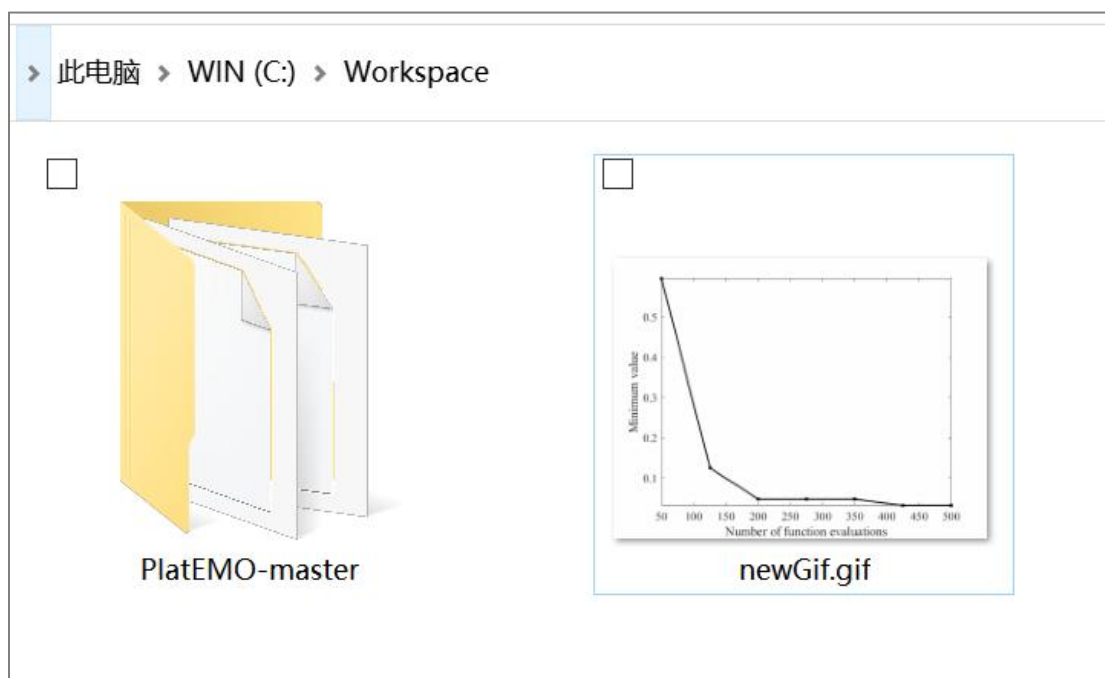 此电脑 > WIN (C:) > Workspace
0.5
0.4
0.3
0.2
0.1
Minimum value
50 100 150 200 250 300 350 400 450 500
Number of function evaluations
PlatEMO-master
newGif.gif